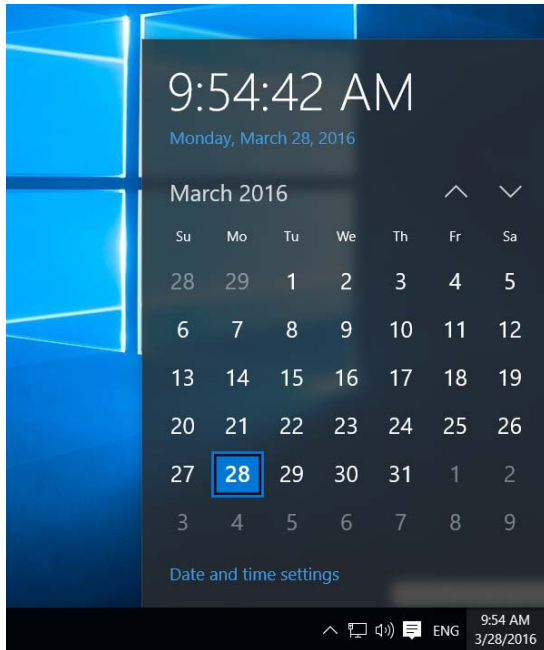 9:54:42 AM
Monday, March 28, 2016
March 2016
Su Mo Tu We Th Fr Sa
28 29 1 2 3 4 5
6 7 8 9 10 11 12
13 14 15 16 17 18 19
20 21 22 23 24 25 26
27 28 29 30 31 1 2
3 4 5 6 7 8 9
Date and time settings
ENG
9:54 AM
3/28/2016